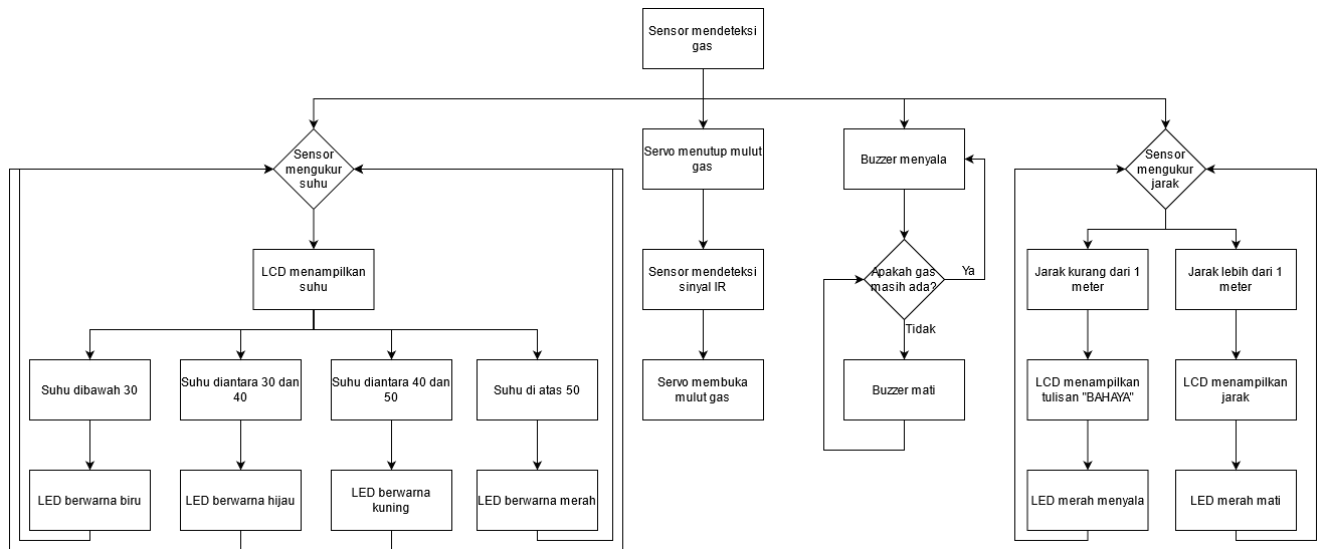 Sensor mendeteksi
gas
Sensor
mengukur
suhu
Servo menutup mulut
gas
Buzzer menyala
Sensor
mengukur
jarak
LCD menampilkan
suhu
Sensor mendeteksi
sinyal IR
Apakah gas
masih ada?
Ya
Tidak
Jarak kurang dari 1
meter
Jarak lebih dari 1
meter
Suhu dibawah 30
Suhu diantara 30 dan
40
Suhu diantara 40 dan
50
Suhu di atas 50
Servo membuka
mulut gas
Buzzer mati
LCD menampilkan
tulisan "BAHAYA"
LCD menampilkan
jarak
LED berwarna biru
LED berwarna hijau
LED berwarna
kuning
LED berwarna merah
LED merah menyala
LED merah mati